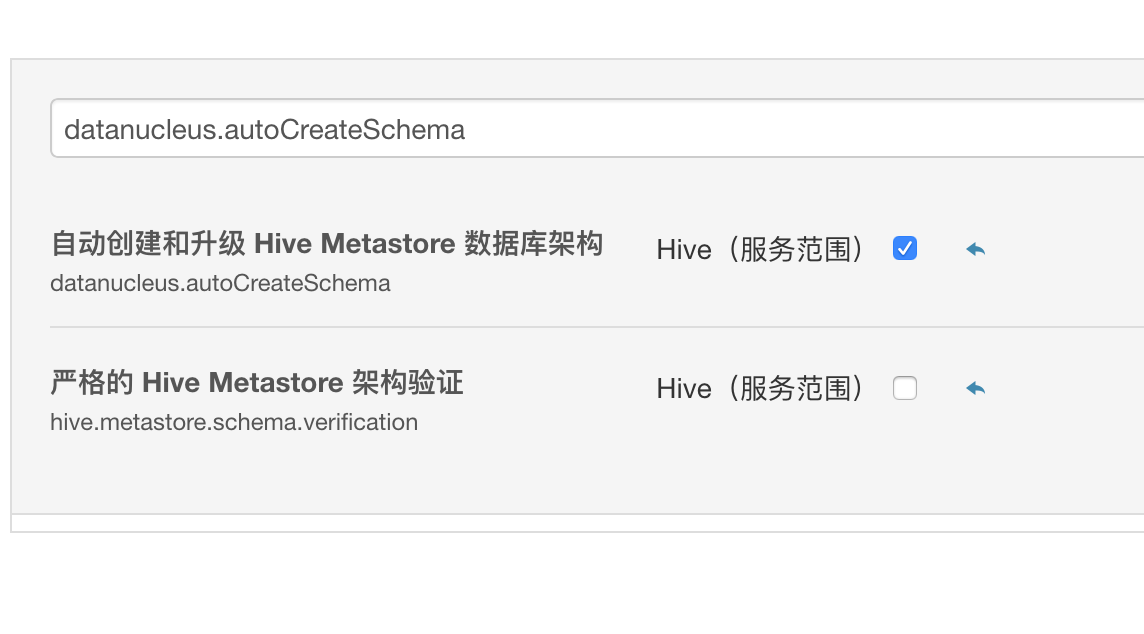 datanucleus.autoCreateSchema
自动创建和升级 Hive Metastore 数据库架构
Hive（服务范围）
datanucleus.autoCreateSchema
严格的 Hive Metastore 架构验证
Hive（服务范围）
hive.metastore.schema.verification